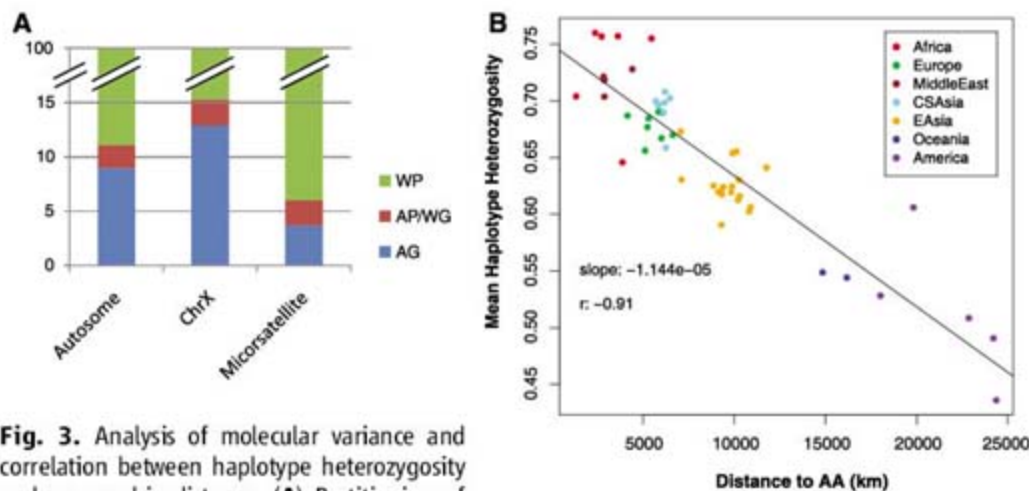 A
100
15
10
5
0
WP
AP/WG
AG
Autosome
ChrX
Micorsatellite
Fig. 3. Analysis of molecular variance and
correlation between haplotype heterozygosity
B
Mean Haplotype Heterozygosity
0.75
0.70
0.65
0.60
0.55
0.50
0.45
Africa
Europe
MiddleEast
CSAsia
EAsia
Oceania
America
slope: −1.144e−05
r: −0.91
5000 10000 15000 20000 25000
Distance to AA (km)